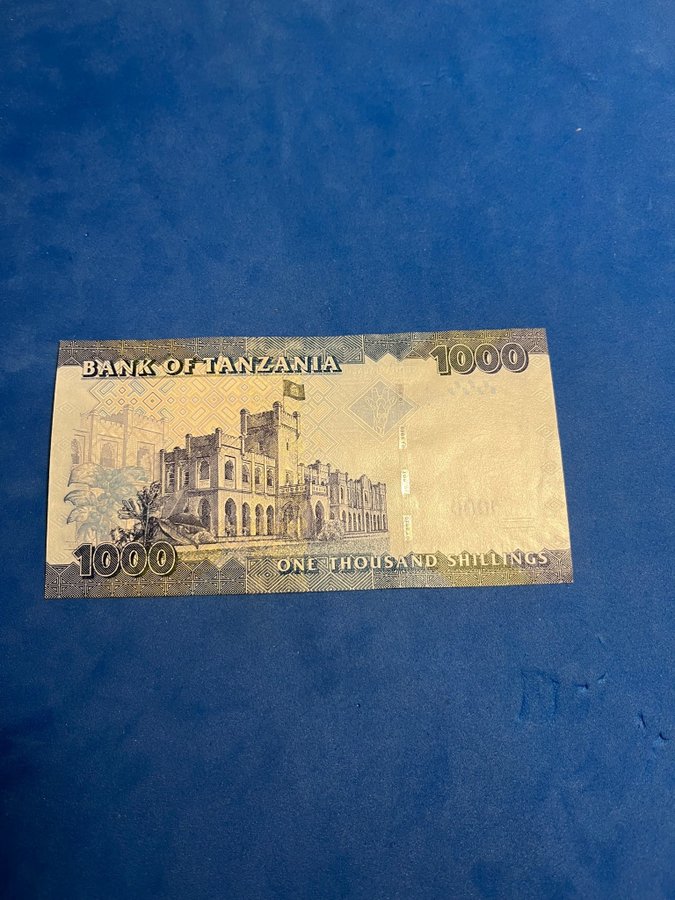 BANK OF TANZANIA
1000
1000
ONE THOUSAND SHILLINGS